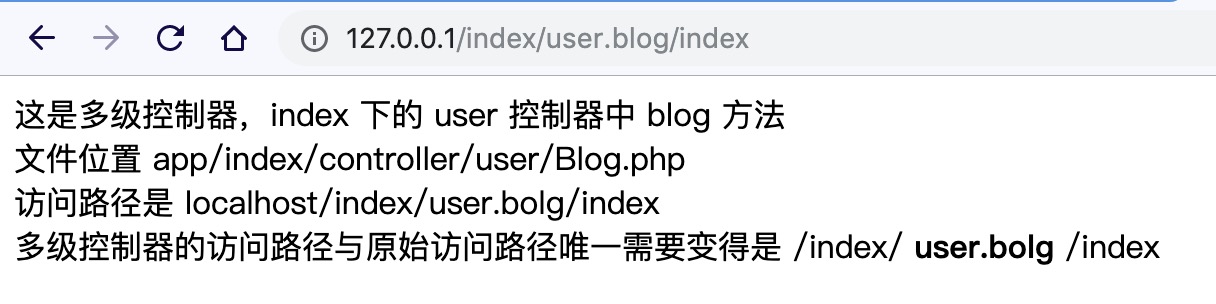 127.0.0.1/index/user.blog/index
这是多级控制器，index 下的 user 控制器中 blog 方法
文件位置 app/index/controller/user/Blog.php
访问路径是 localhost/index/user.bolg/index
多级控制器的访问路径与原始访问路径唯一需要变得是 /index/ user.bolg /index